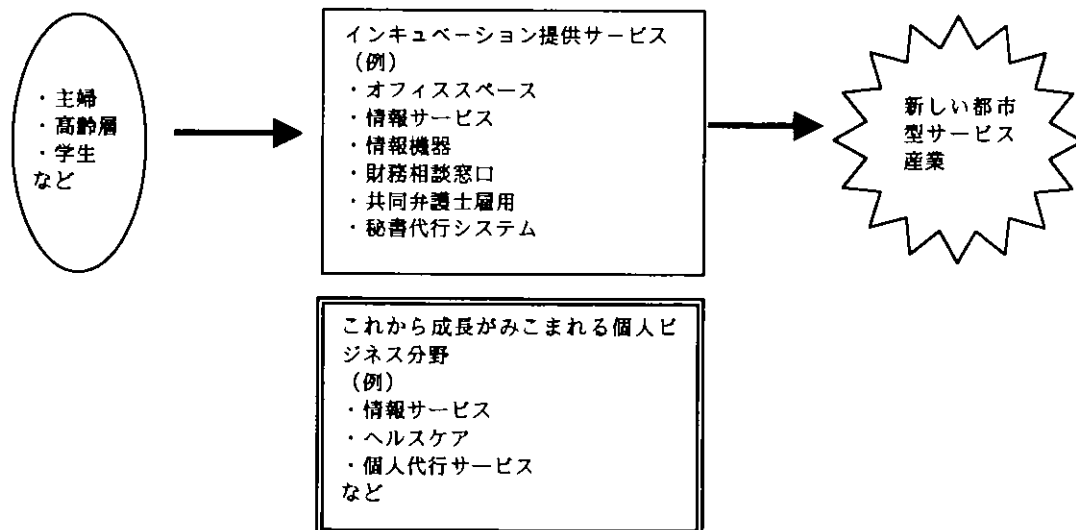 ・主婦
・高齢層
・学生
など
インキュベーション提供サービス
（例）
・オフィススペース
・情報サービス
・情報機器
・財務相談窓口
・共同弁護士雇用
・秘書代行システム
新しい都市
型サービス
産業
これから成長がみこまれる個人ビ
ジネス分野
（例）
・情報サービス
・ヘルスケア
・個人代行サービス
など